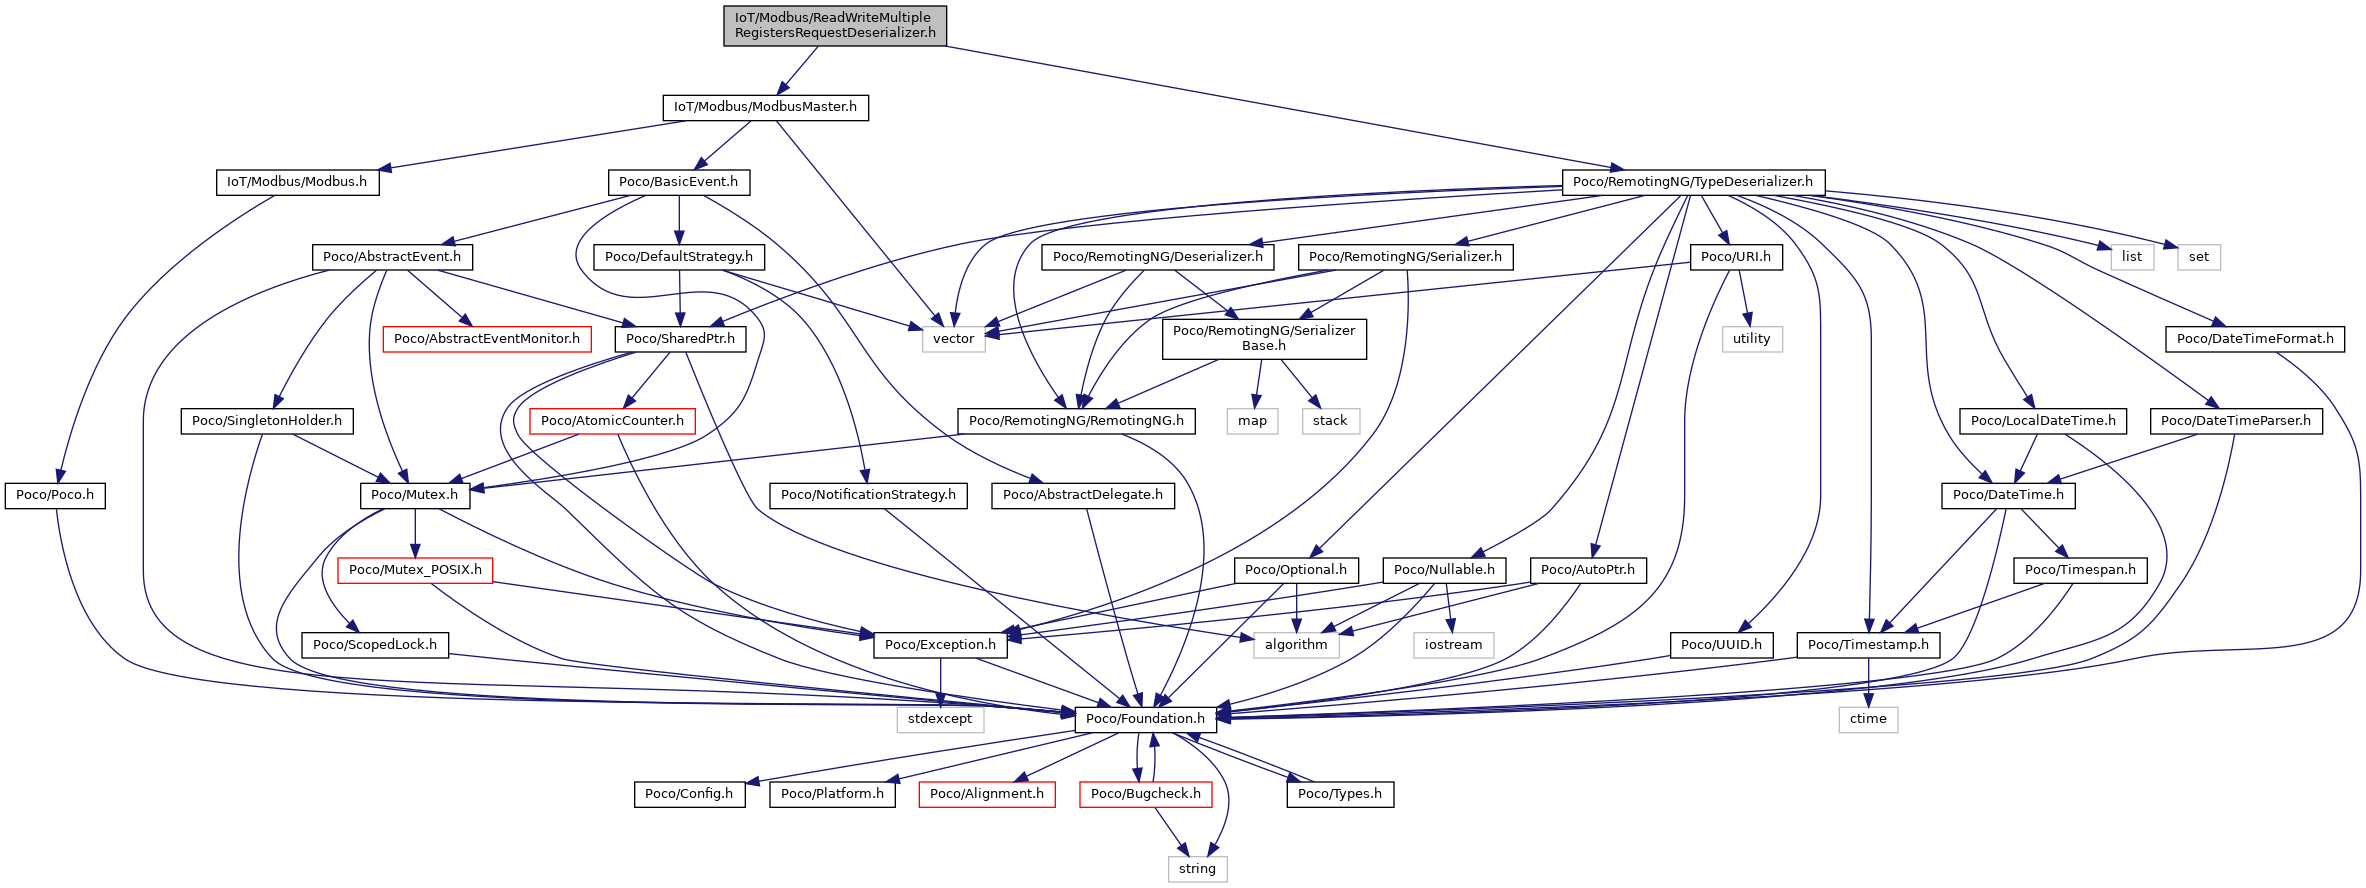 IoT/Modbus/ReadWriteMultiple
RegistersRequestDeserializer.h
IoT/Modbus/ModbusMaster.h
IoT/Modbus/Modbus.h
Poco/BasicEvent.h
Poco/RemotingNG/TypeDeserializer.h
Poco/AbstractEvent.h
Poco/DefaultStrategy.h
Poco/RemotingNG/Deserializer.h
Poco/RemotingNG/Serializer.h
Poco/URI.h
list
set
Poco/AbstractEventMonitor.h
Poco/SharedPtr.h
vector
Poco/RemotingNG/Serializer
Base.h
utility
Poco/DateTimeFormat.h
Poco/SingletonHolder.h
Poco/AtomicCounter.h
Poco/RemotingNG/RemotingNG.h
map
stack
Poco/LocalDateTime.h
Poco/DateTimeParser.h
Poco/Poco.h
Poco/Mutex.h
Poco/NotificationStrategy.h
Poco/AbstractDelegate.h
Poco/DateTime.h
Poco/Mutex_POSIX.h
Poco/Optional.h
Poco/Nullable.h
Poco/AutoPtr.h
Poco/Timespan.h
Poco/ScopedLock.h
Poco/Exception.h
algorithm
iostream
Poco/UUID.h
Poco/Timestamp.h
stdexcept
Poco/Foundation.h
ctime
Poco/Config.h
Poco/Platform.h
Poco/Alignment.h
Poco/Bugcheck.h
Poco/Types.h
string